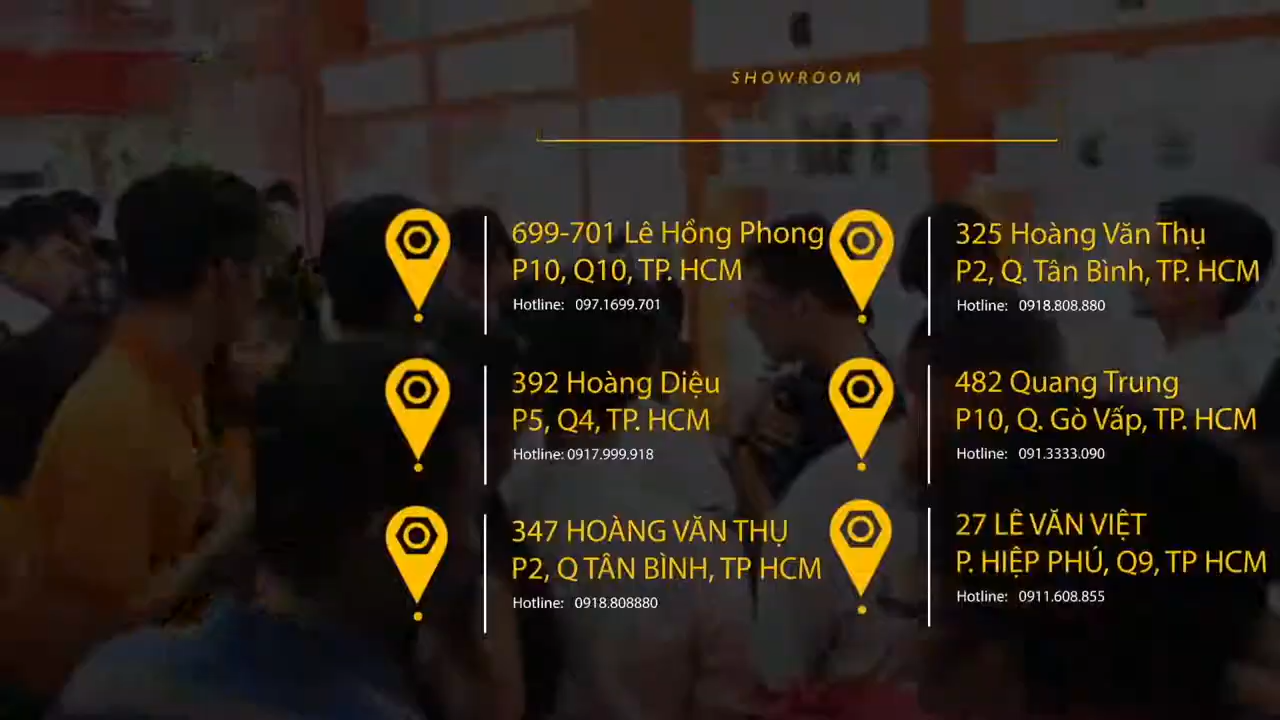 SHOWROOM
699-701 Lê Hồng Phong
P10, Q10, TP. HCM
Hotline: 097.1699.701
325 Hoàng Văn Thụ
P2, Q. Tân Bình, TP. HCM
Hotline: 0918.808.880
392 Hoàng Diệu
P5, Q4, TP. HCM
Hotline: 0917.999.918
482 Quang Trung
P10, Q. Gò Vấp, TP. HCM
Hotline: 091.3333.090
347 HOÀNG VĂN THỤ
P2, Q TÂN BÌNH, TP HCM
Hotline: 0918.808880
27 LÊ VĂN VIỆT
P. HIỆP PHÚ, Q9, TP HCM
Hotline: 0911.608.855